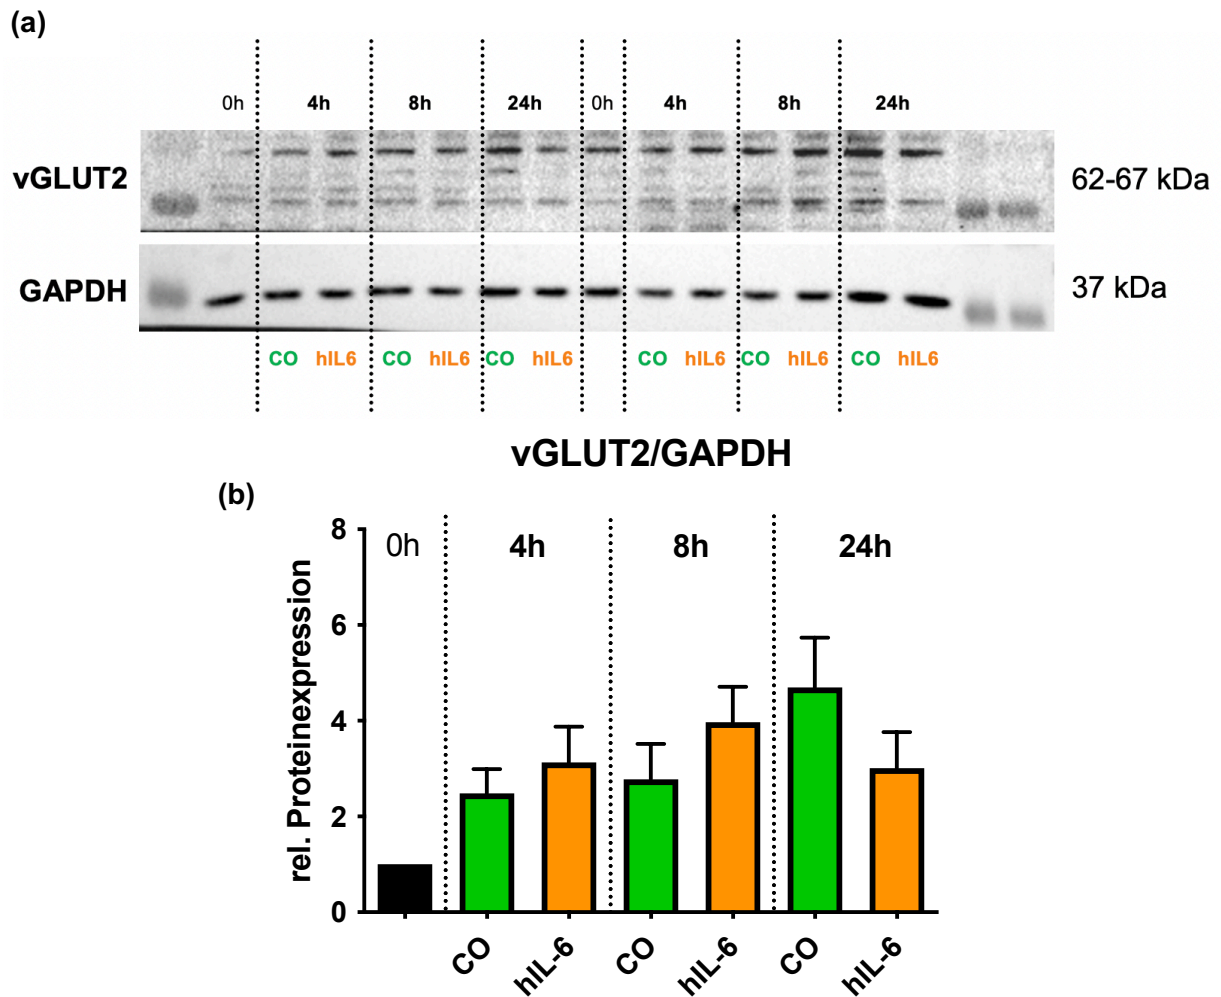 (a)
0h 4h 8h 24h 0h 4h 8h 24h
vGLUT2
62-67 kDa
GAPDH
37 kDa
CO hIL6 CO hIL6 CO hIL6 CO hIL6 CO hIL6 CO hIL6
vGLUT2/GAPDH
(b)
rel. Proteinexpression
8
6
4
2
0
0h 4h 8h 24h
CO hIL-6 CO hIL-6 CO hIL-6